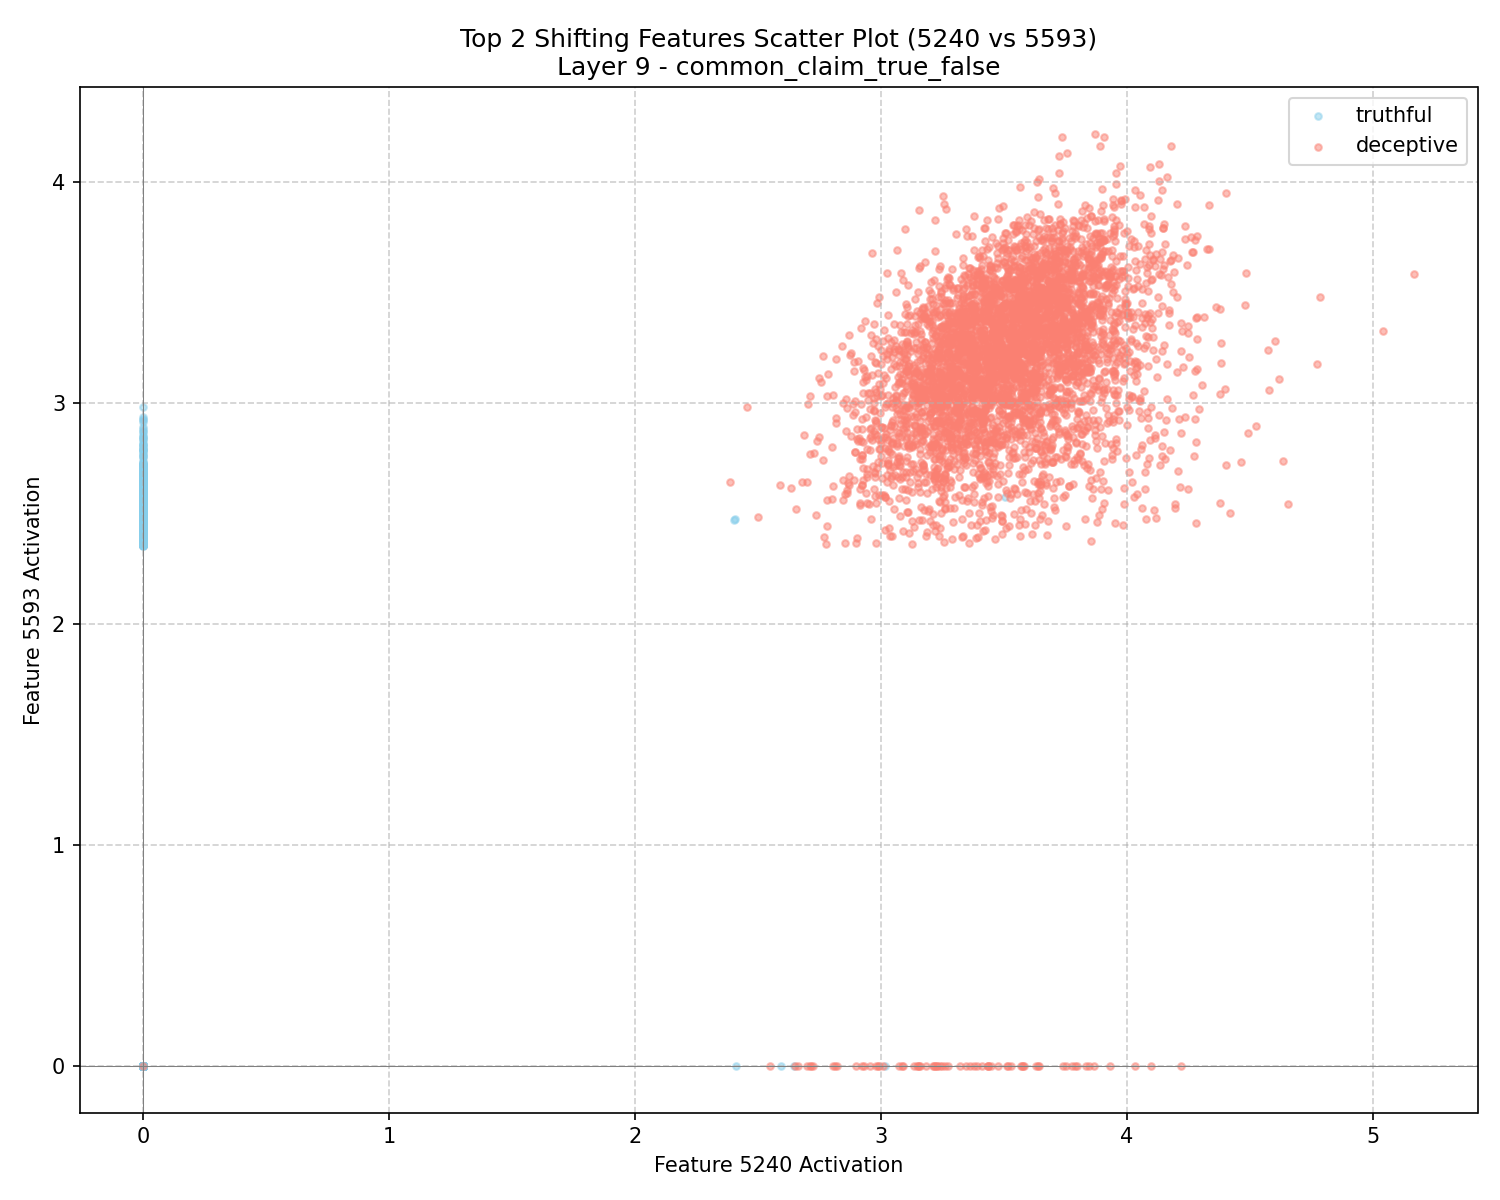 Top 2 Shifting Features Scatter Plot (5240 vs 5593)
Layer 9 - common_claim_true_false
truthful
deceptive
4
3
2
1
0
Feature 5593 Activation
0
1
2
3
4
5
Feature 5240 Activation